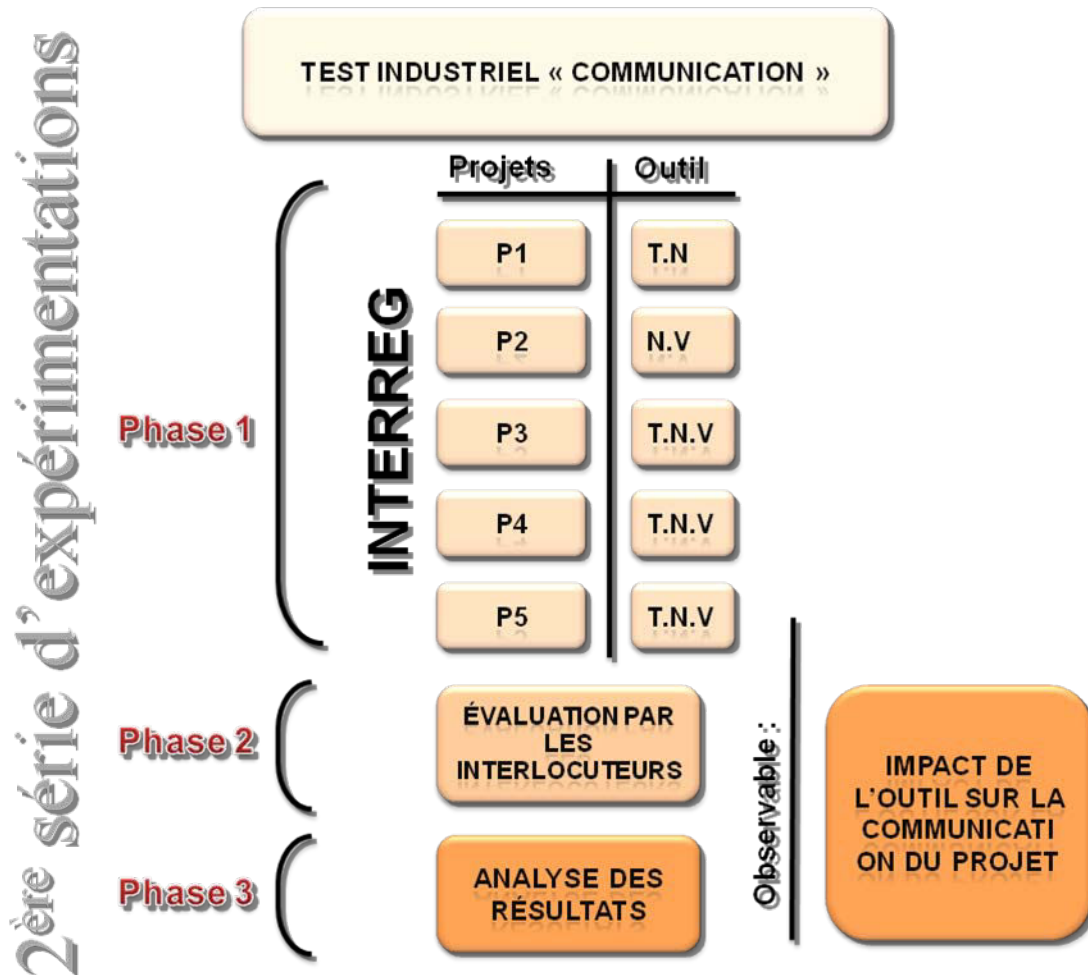 2ère série d'expérimentations
TEST INDUSTRIEL « COMMUNICATION »
Projets
Outil
INTERREG
Phase 1
P1
T.N
P2
N.V
P3
T.N.V
P4
T.N.V
P5
T.N.V
Phase 2
ÉVALUATION PAR
LES
INTERLOCUTEURS
Phase 3
ANALYSE DES
RÉSULTATS
Observable :
IMPACT DE
L'OUTIL SUR LA
COMMUNICATI
ON DU PROJET